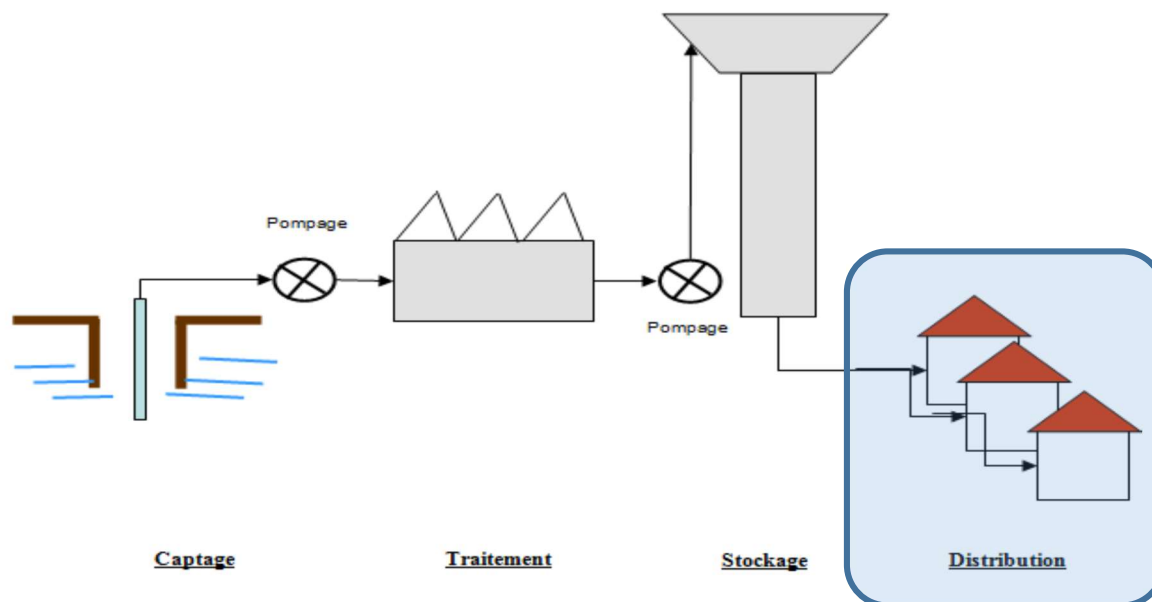 Pompage
Pompage
Captage
Traitement
Stockage
Distribution